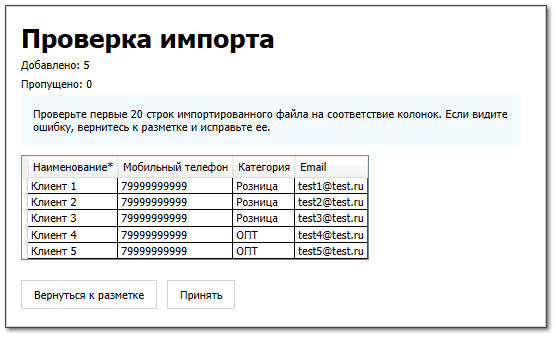 Проверка импорта
Добавлено: 5
Пропущено: 0
Проверьте первые 20 строк импортированного файла на соответствие колонок. Если видите
ошибку, вернитесь к разметке и исправьте ее.
Наименование* Мобильный телефон Категория Email
Клиент 1 79999999999 Розница test1@test.ru
Клиент 2 79999999999 Розница test2@test.ru
Клиент 3 79999999999 Розница test3@test.ru
Клиент 4 79999999999 ОПТ test4@test.ru
Клиент 5 79999999999 ОПТ test5@test.ru
Вернуться к разметке Принять